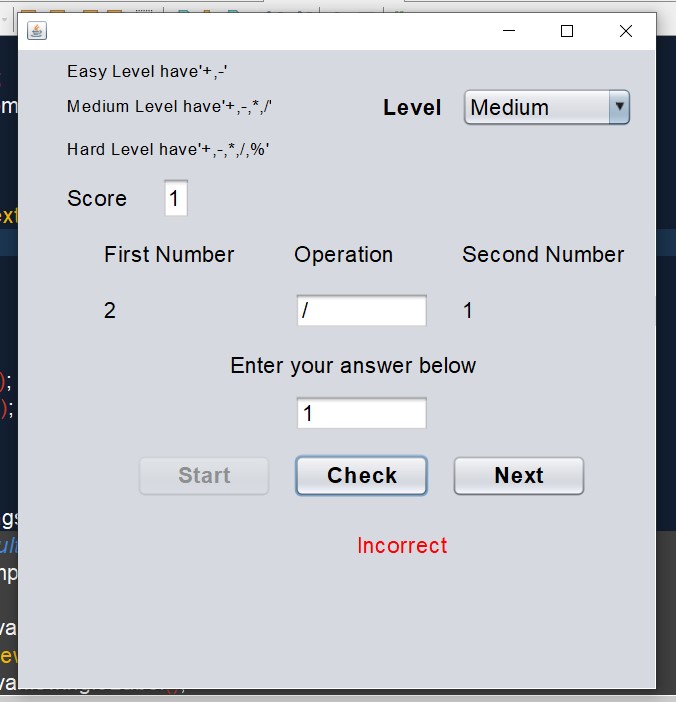 Easy Level have'+,-'
Medium Level have'+,-,*,/'
Level Medium
Hard Level have'+,-,*,/,%'
Score 1
First Number Operation Second Number
2 / 1
Enter your answer below
1
Start Check Next
Incorrect